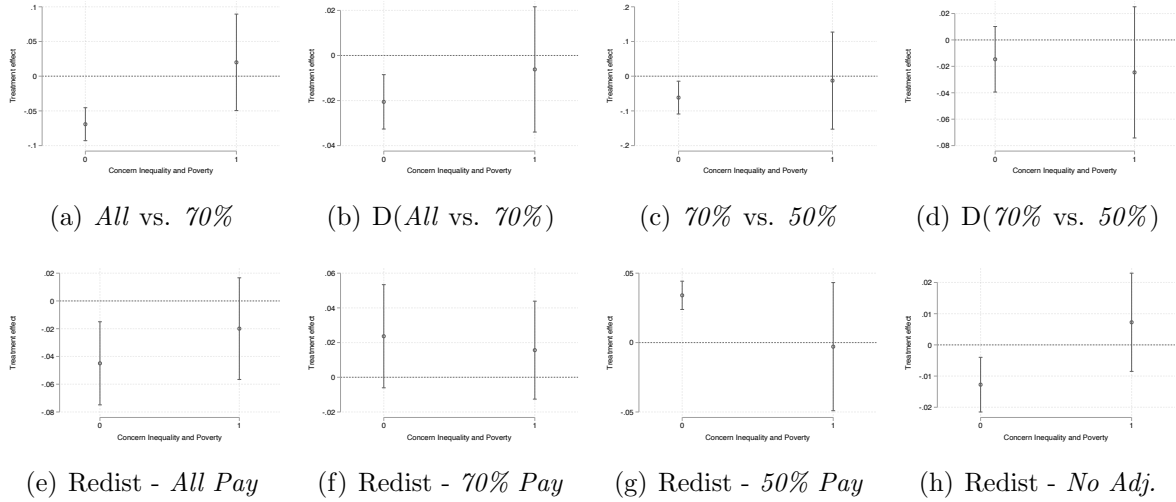 .1
.05
0
-.05
-.1
Treatment effect
0 1
Concern Inequality and Poverty
(a) All vs. 70%
.02
0
-.02
-.04
Treatment effect
0 1
Concern Inequality and Poverty
(b) D(All vs. 70%)
.2
.1
0
-.1
-.2
Treatment effect
0 1
Concern Inequality and Poverty
(c) 70% vs. 50%
.02
0
-.02
-.04
-.06
-.08
Treatment effect
0 1
Concern Inequality and Poverty
(d) D(70% vs. 50%)
.02
0
-.02
-.04
-.06
-.08
Treatment effect
0 1
Concern Inequality and Poverty
(e) Redist - All Pay
.06
.04
.02
0
-.02
Treatment effect
0 1
Concern Inequality and Poverty
(f) Redist - 70% Pay
.05
0
-.05
Treatment effect
0 1
Concern Inequality and Poverty
(g) Redist - 50% Pay
.02
.01
0
-.01
-.02
Treatment effect
0 1
Concern Inequality and Poverty
(h) Redist - No Adj.